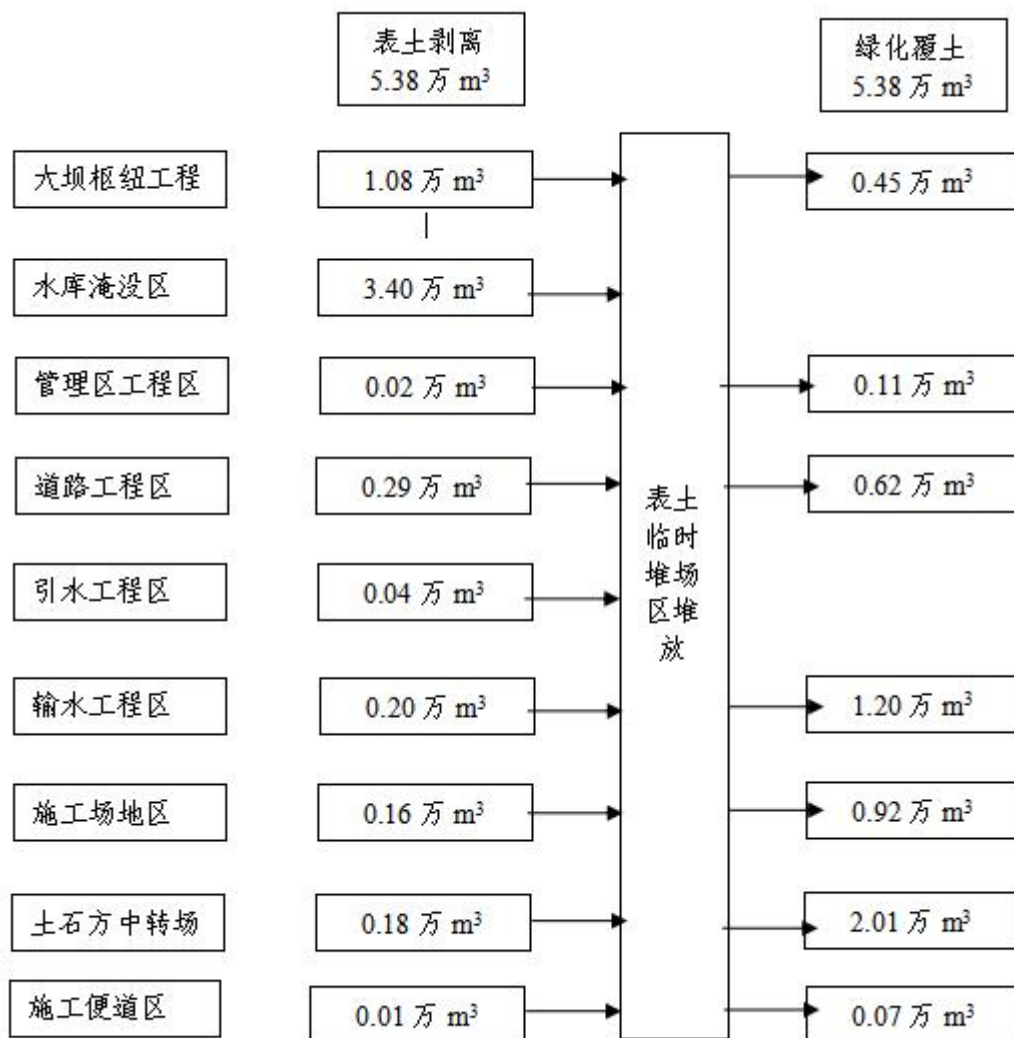 表土剥离
5.38 万 m³
绿化覆土
5.38 万 m³
大坝枢纽工程
1.08 万 m³
0.45 万 m³
水库淹没区
3.40 万 m³
管理区工程区
0.02 万 m³
0.11 万 m³
道路工程区
0.29 万 m³
0.62 万 m³
表土
临时
堆场
区堆
放
引水工程区
0.04 万 m³
输水工程区
0.20 万 m³
1.20 万 m³
施工场地区
0.16 万 m³
0.92 万 m³
土石方中转场
0.18 万 m³
2.01 万 m³
施工便道区
0.01 万 m³
0.07 万 m³